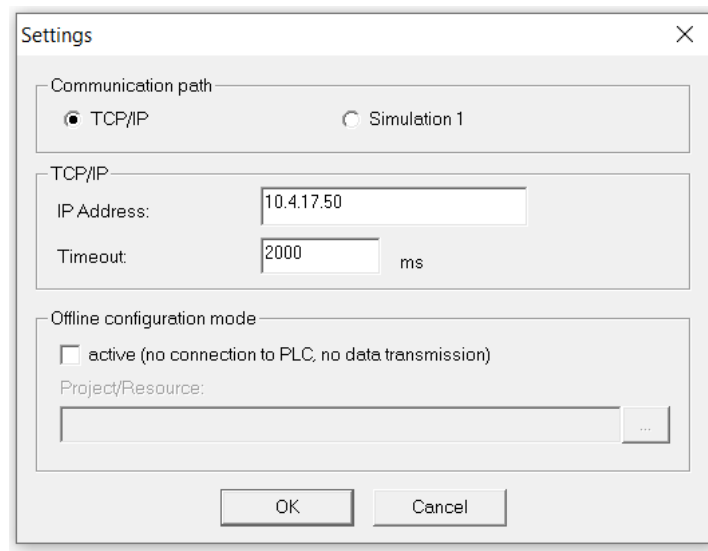 Settings
Communication path
TCP/IP Simulation 1
TCP/IP
IP Address: 10.4.17.50
Timeout: 2000 ms
Offline configuration mode
active (no connection to PLC, no data transmission)
Project/Resource:
...
OK Cancel